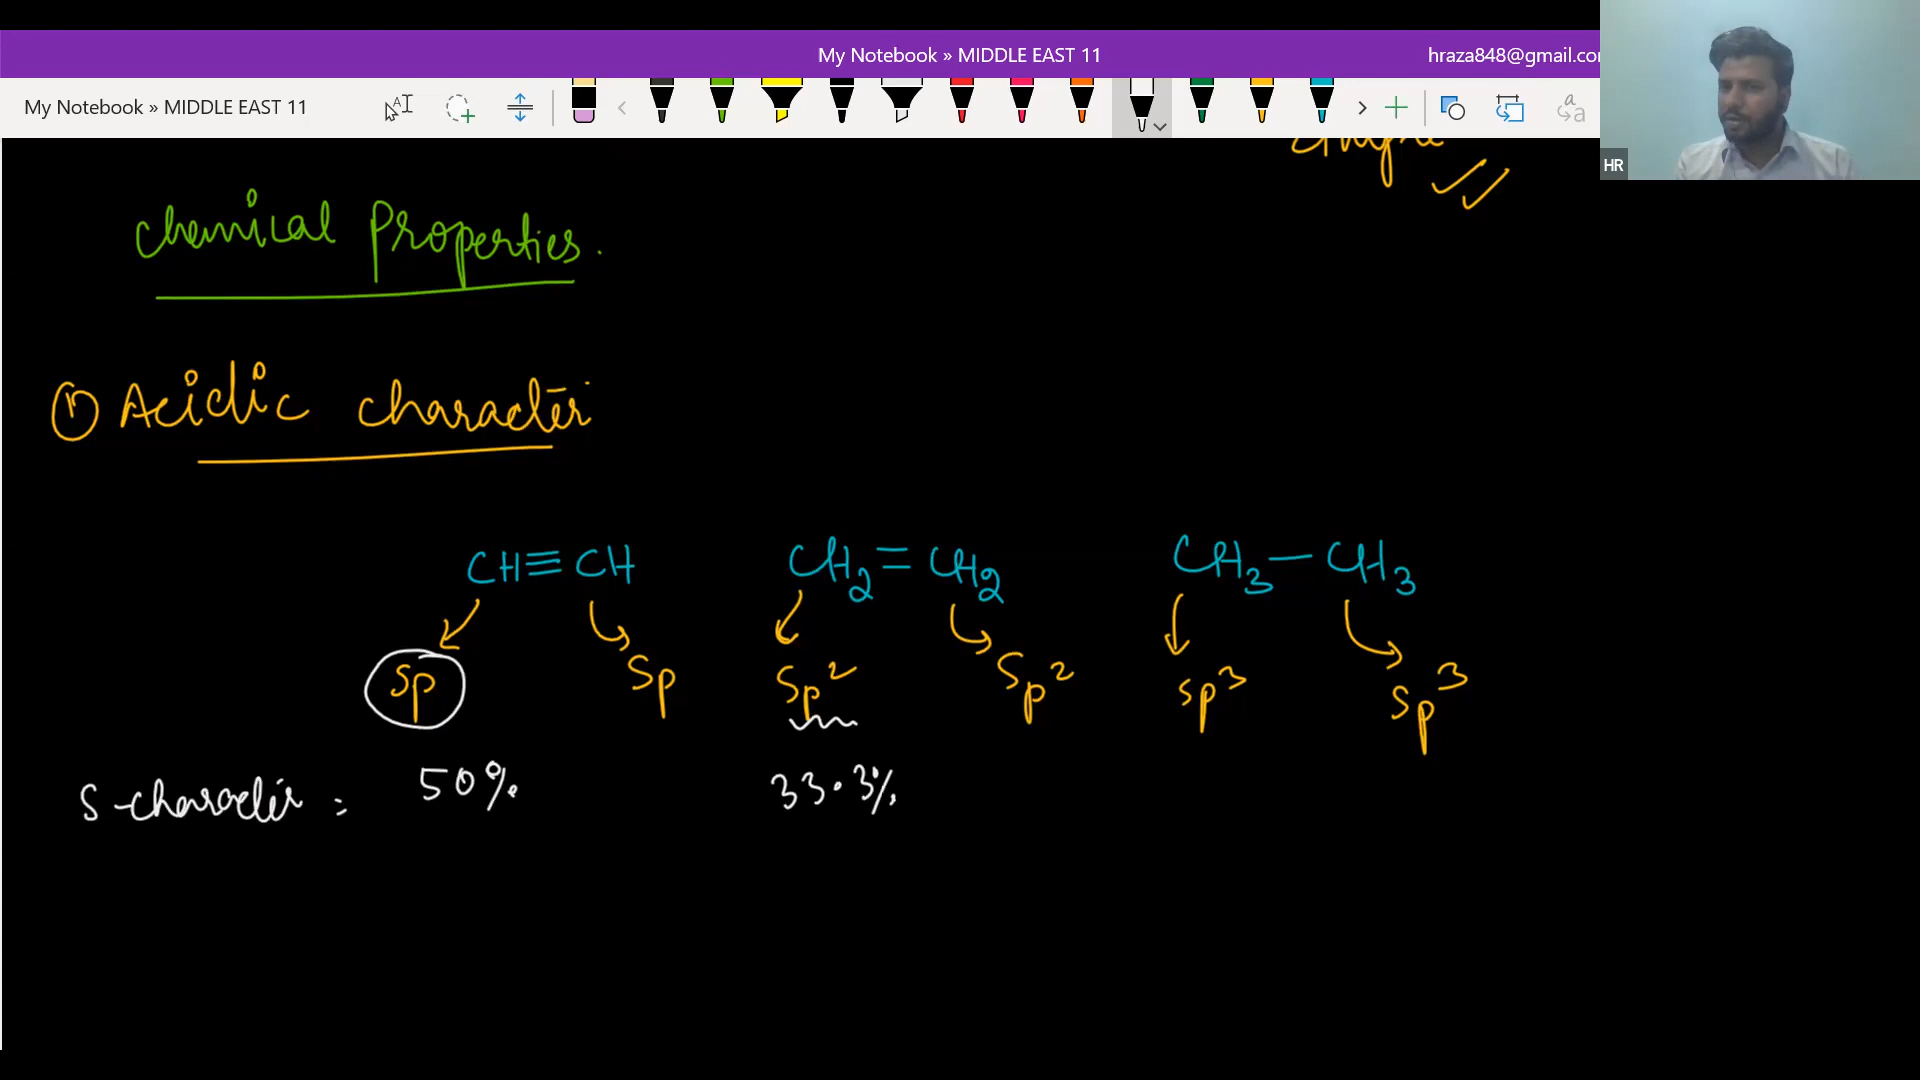 My Notebook » MIDDLE EAST 11
hraza848@gmail.co
My Notebook » MIDDLE EAST 11
HR
Chemical Properties.
① Acidic character
CH≡CH CH₂=CH₂ CH₃—CH₃
Sp Sp Sp² Sp² Sp³ Sp³
S-character = 50% 33.3%